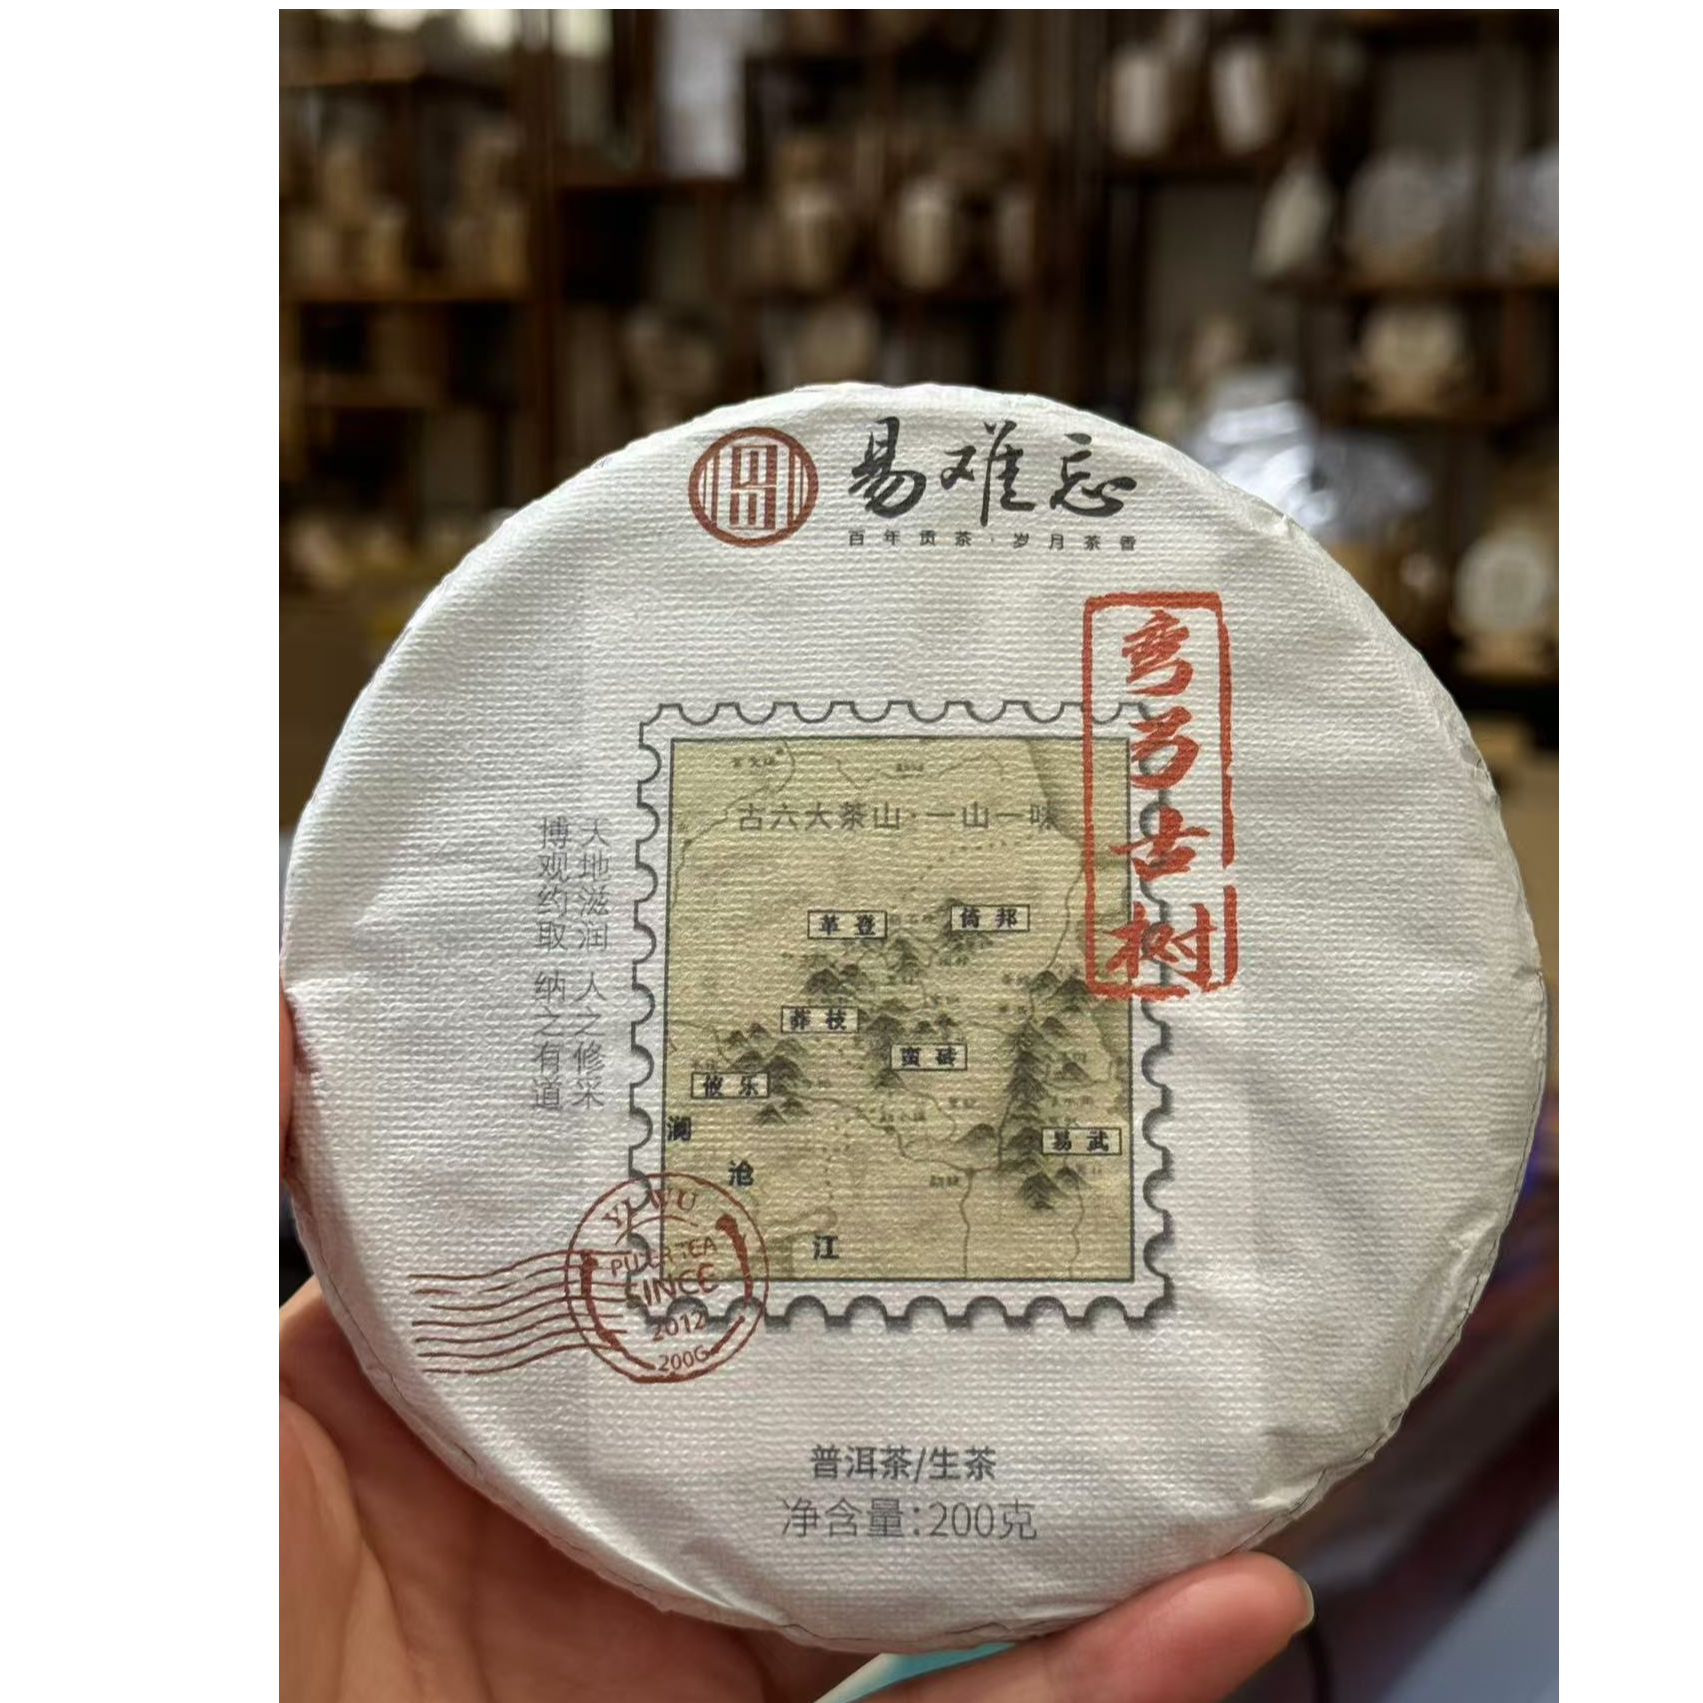 易难忘
百年贡茶·岁月茶香
弯弓古树
古六大茶山·一山一味
天地滋润 人之修采
博观约取 纳之有道
革登
倚邦
莽枝
蛮砖
攸乐
易武
澜
沧
江
YI WU
PU ER TEA
SINCE
2012
200G
普洱茶/生茶
净含量:200克